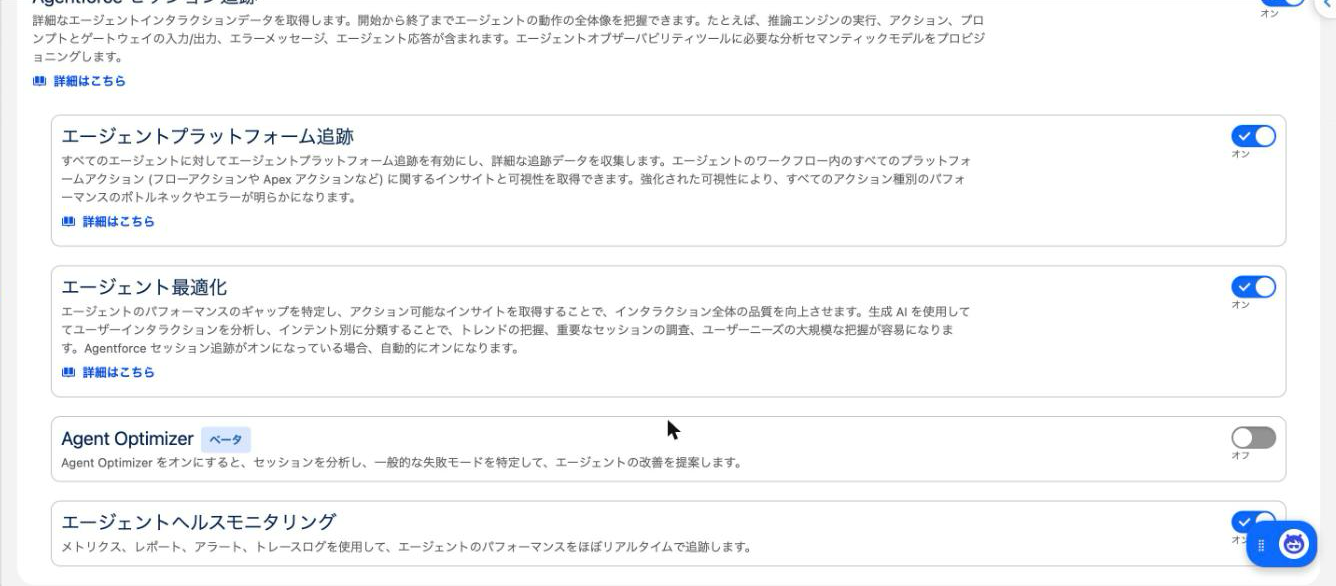 Agentforce セッション追跡
オン
詳細なエージェントインタラクションデータを取得します。開始から終了までエージェントの動作の全体像を把握できます。たとえば、推論エンジンの実行、アクション、プロ
ンプトとゲートウェイの入力/出力、エラーメッセージ、エージェント応答が含まれます。エージェントオブザーバビリティツールに必要な分析セマンティックモデルをプロビジ
ョニングします。
詳細はこちら
エージェントプラットフォーム追跡
オン
すべてのエージェントに対してエージェントプラットフォーム追跡を有効にし、詳細な追跡データを収集します。エージェントのワークフロー内のすべてのプラットフォ
ームアクション (フローアクションや Apex アクションなど) に関するインサイトと可視性を取得できます。強化された可視性により、すべてのアクション種別のパフォ
ーマンスのボトルネックやエラーが明らかになります。
詳細はこちら
エージェント最適化
オン
エージェントのパフォーマンスのギャップを特定し、アクション可能なインサイトを取得することで、インタラクション全体の品質を向上させます。生成 AI を使用して
てユーザーインタラクションを分析し、インテント別に分類することで、トレンドの把握、重要なセッションの調査、ユーザーニーズの大規模な把握が容易になりま
す。Agentforce セッション追跡がオンになっている場合、自動的にオンになります。
詳細はこちら
Agent Optimizer ベータ
オフ
Agent Optimizer をオンにすると、セッションを分析し、一般的な失敗モードを特定して、エージェントの改善を提案します。
エージェントヘルスモニタリング
メトリクス、レポート、アラート、トレースログを使用して、エージェントのパフォーマンスをほぼリアルタイムで追跡します。